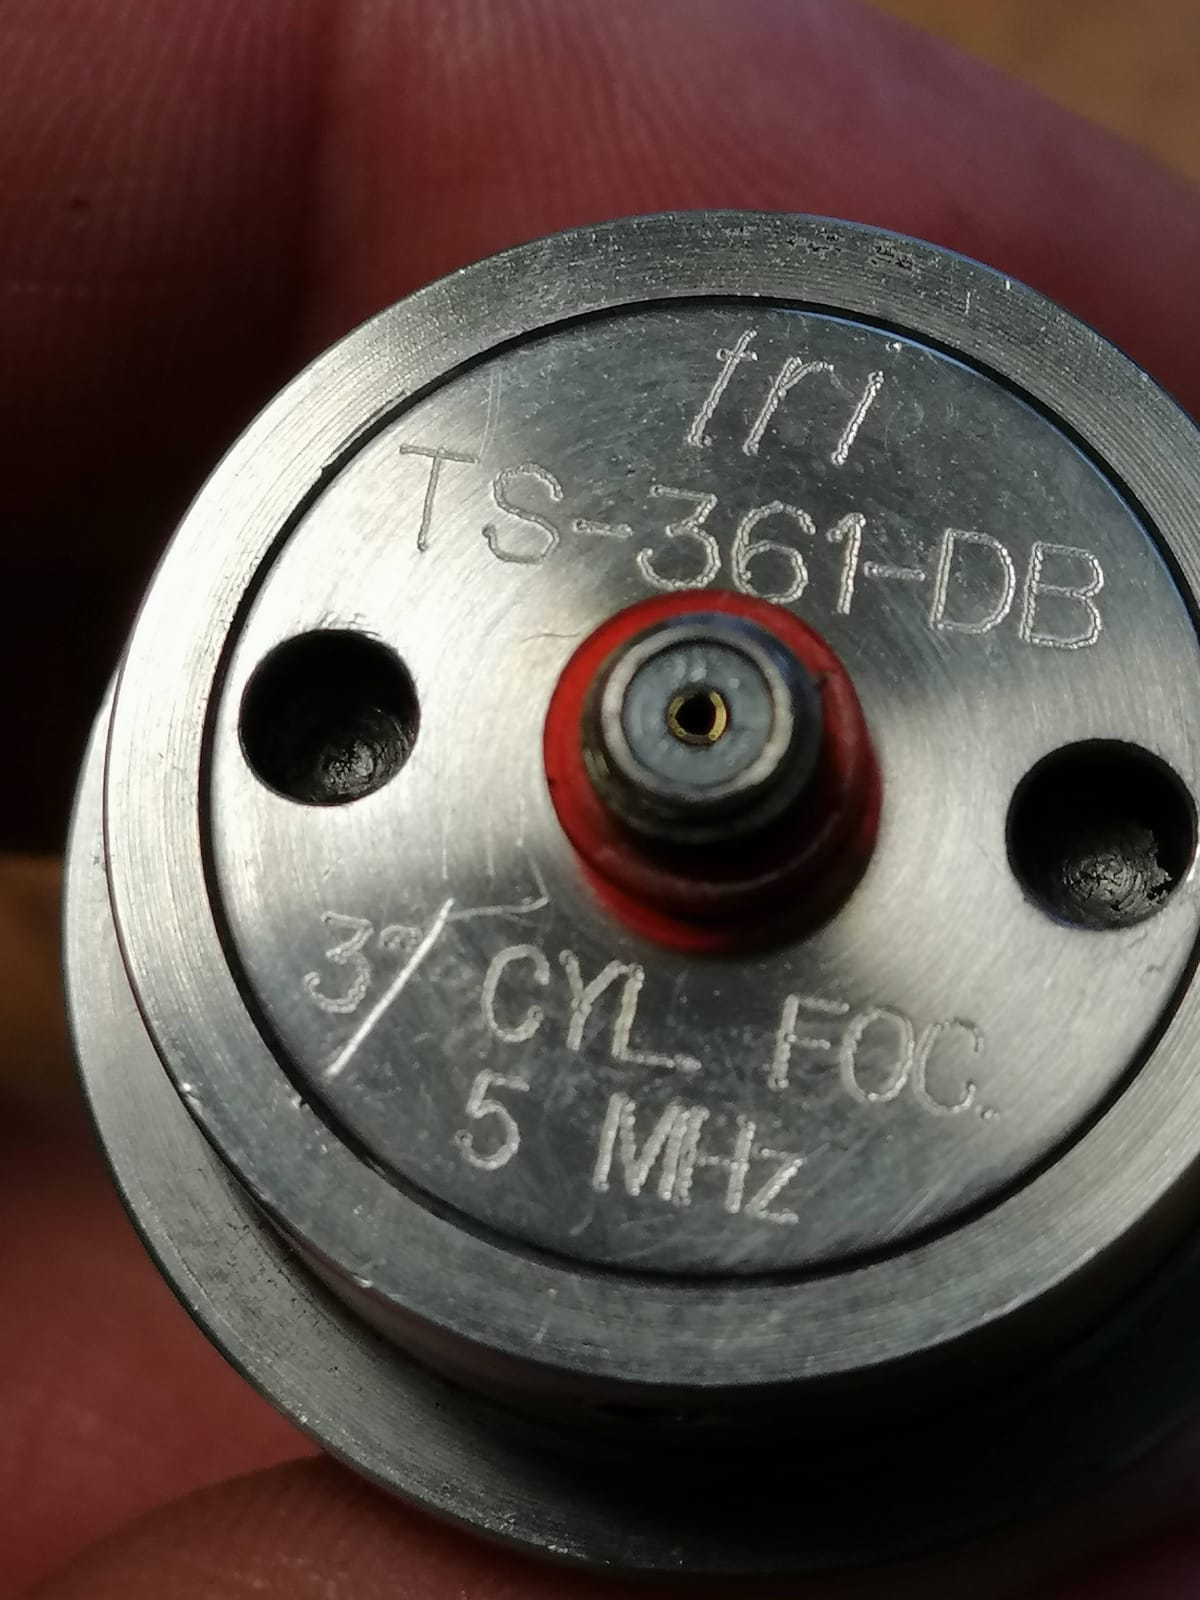 tri
TS-361-DB
3" CYL. FOC.
5 MHz